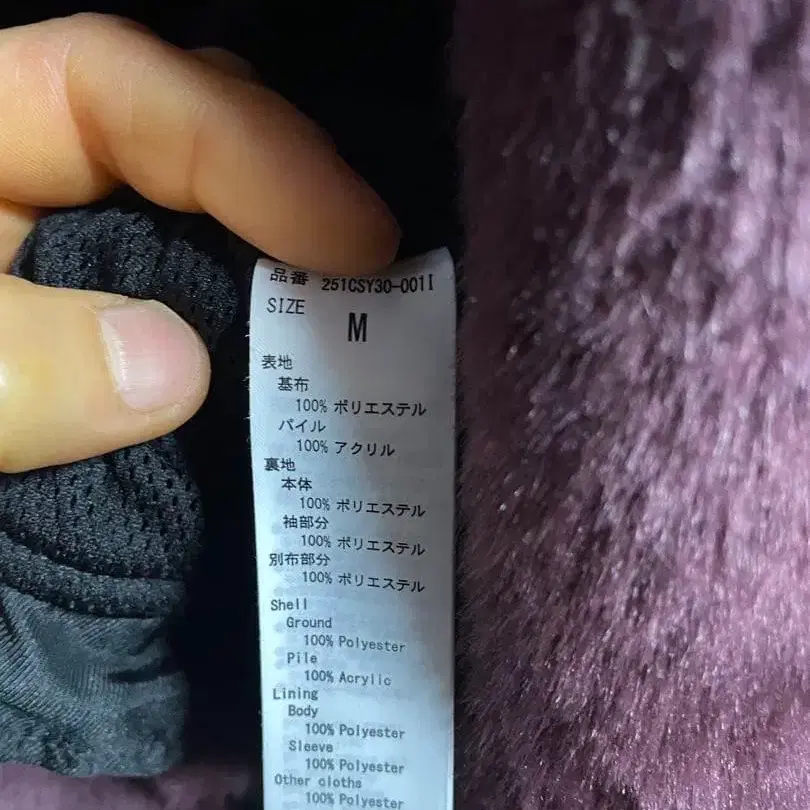 品番 251CSY30-001I
SIZE
M
表地
基布
100% ポリエステル
パイル
100% アクリル
裏地
本体
100% ポリエステル
袖部分
100% ポリエステル
別布部分
100% ポリエステル
Shell
Ground
100% Polyester
Pile
100% Acrylic
Lining
Body
100% Polyester
Sleeve
100% Polyester
Other cloths
100% Polyester